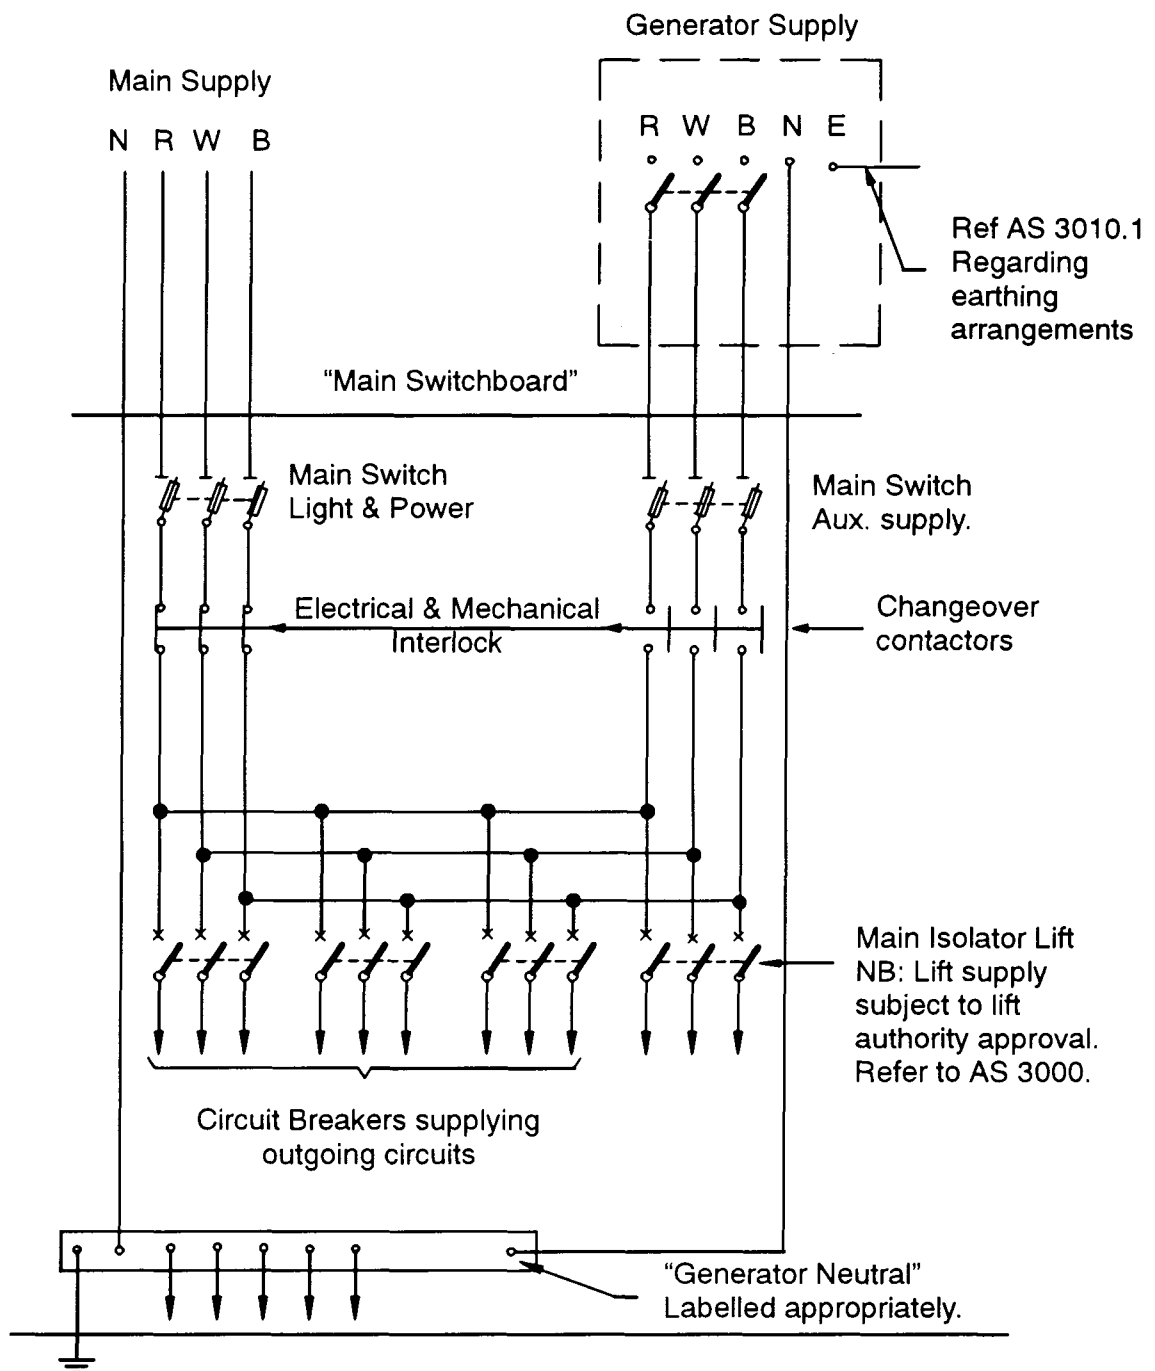 Generator Supply
Main Supply
N R W B
R W B N E
Ref AS 3010.1
Regarding
earthing
arrangements
“Main Switchboard”
Main Switch
Light & Power
Main Switch
Aux. supply.
Electrical & Mechanical
Interlock
Changeover
contactors
Main Isolator Lift
NB: Lift supply
subject to lift
authority approval.
Refer to AS 3000.
Circuit Breakers supplying
outgoing circuits
“Generator Neutral”
Labelled appropriately.